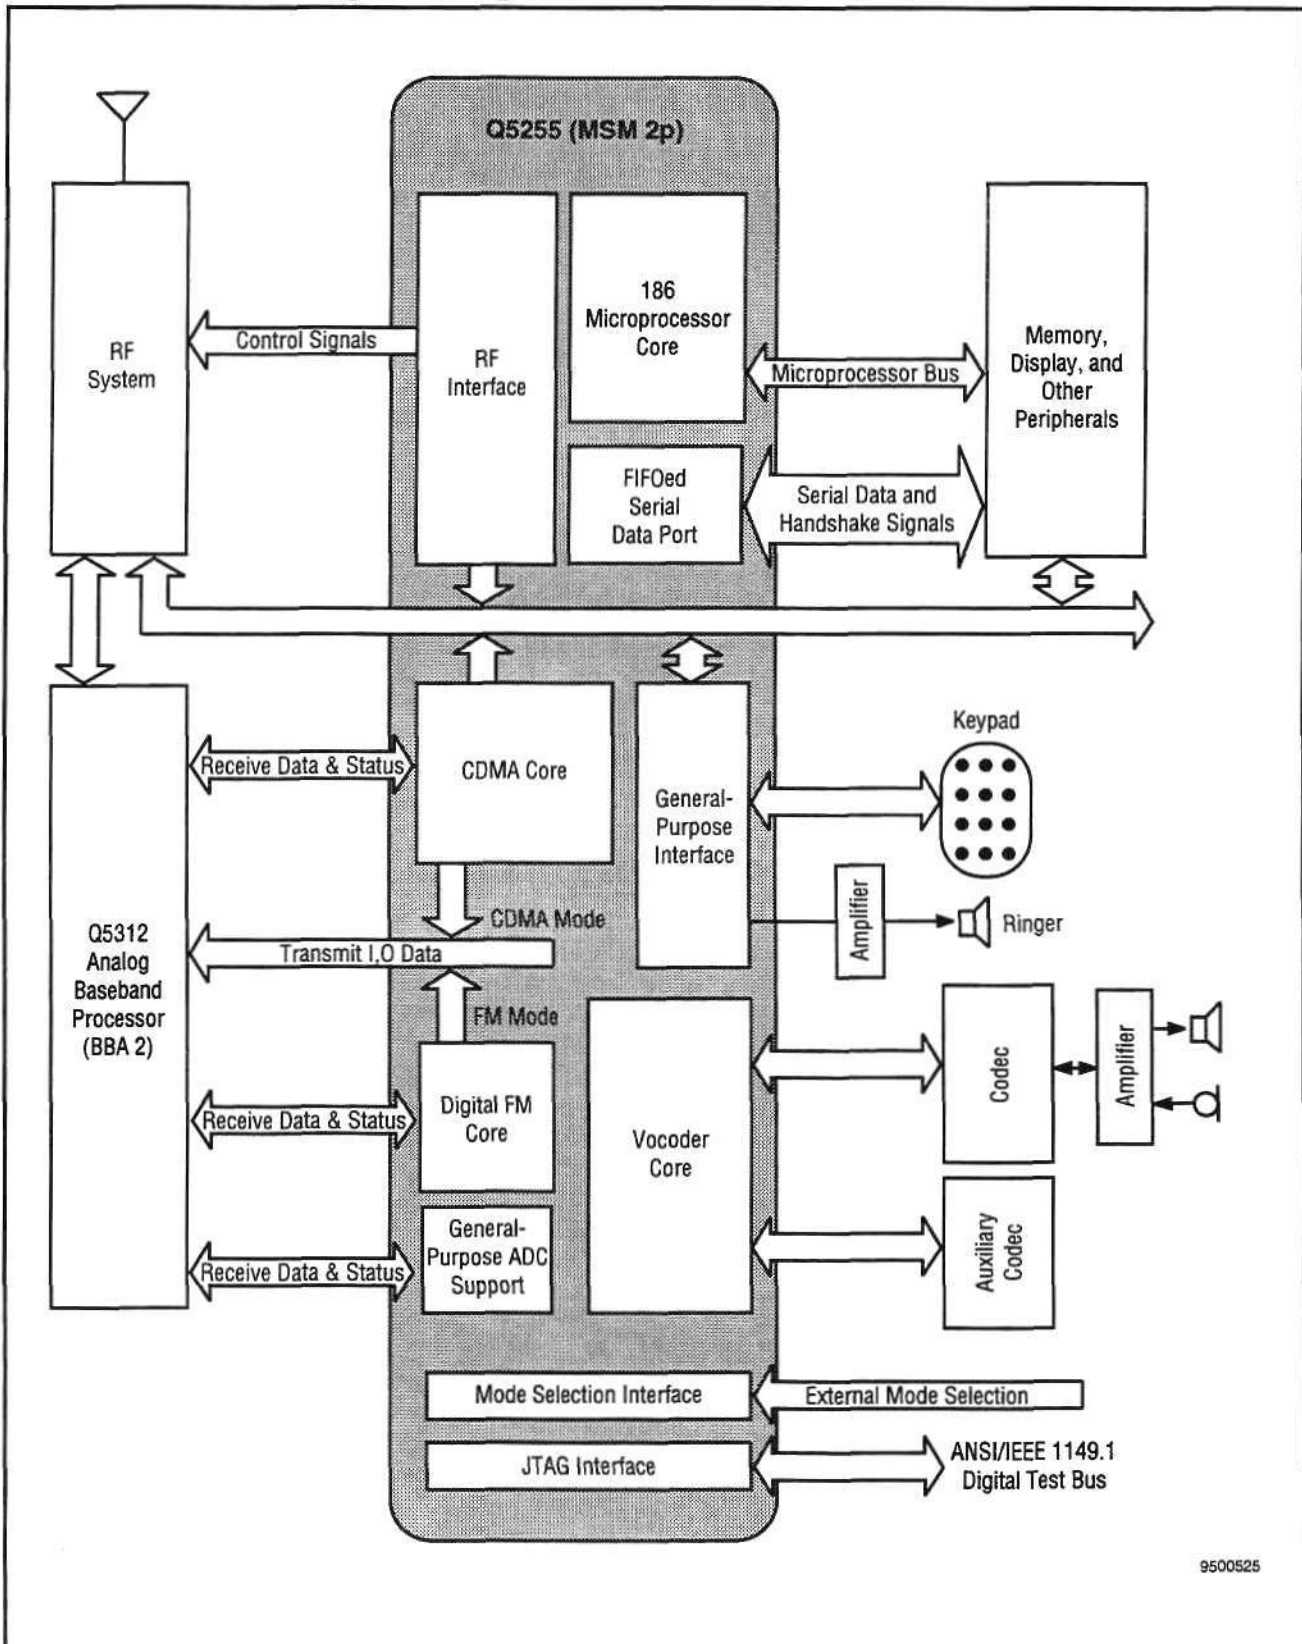 Q5255 (MSM 2p)
RF
System
Control Signals
RF
Interface
186
Microprocessor
Core
Microprocessor Bus
Memory,
Display, and
Other
Peripherals
FIFOed
Serial
Data Port
Serial Data and
Handshake Signals
Q5312
Analog
Baseband
Processor
(BBA 2)
Receive Data & Status
CDMA Core
General-
Purpose
Interface
Keypad
Amplifier
Ringer
CDMA Mode
Transmit I,O Data
FM Mode
Receive Data & Status
Digital FM
Core
Vocoder
Core
Codec
Amplifier
Receive Data & Status
General-
Purpose ADC
Support
Auxiliary
Codec
Mode Selection Interface
External Mode Selection
JTAG Interface
ANSI/IEEE 1149.1
Digital Test Bus
9500525